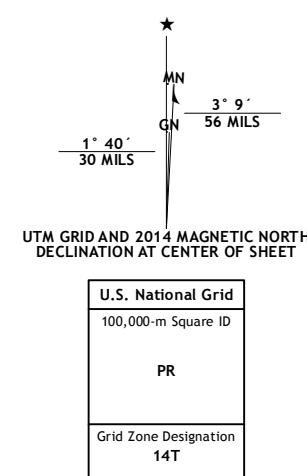 ★
MN
GN
3° 9´
56 MILS
1° 40´
30 MILS
UTM GRID AND 2014 MAGNETIC NORTH
DECLINATION AT CENTER OF SHEET
U.S. National Grid
100,000-m Square ID
PR
Grid Zone Designation
14T